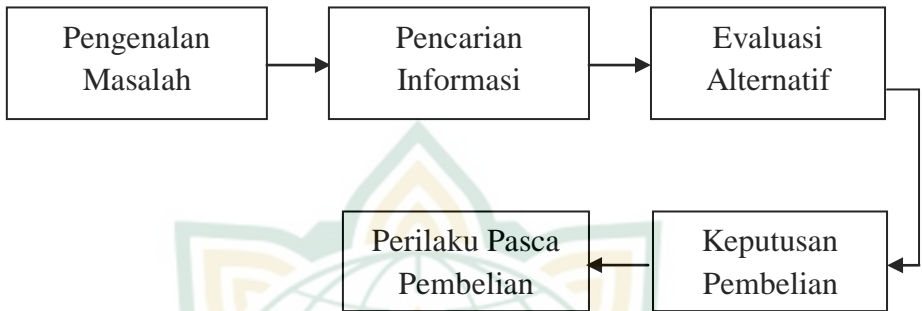 Pengenalan
Masalah
Pencarian
Informasi
Evaluasi
Alternatif
Keputusan
Pembelian
Perilaku Pasca
Pembelian